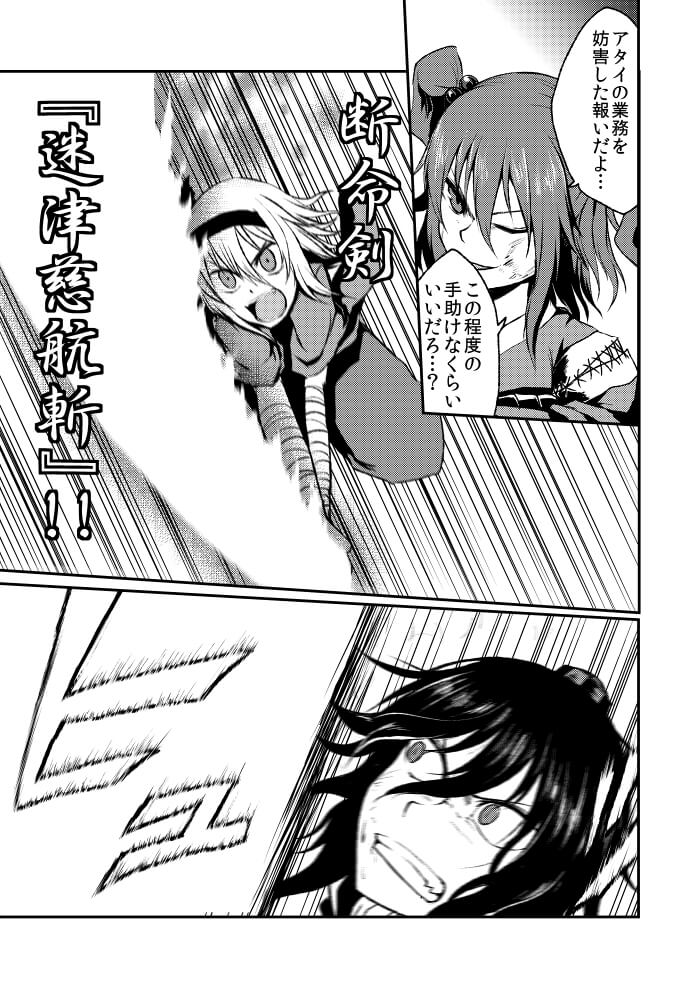 アタイの業務を
妨害した報いだよ…
この程度の
手助けなくらい
いいだろ…？
断命剣
『迷津慈航斬』！！
ビュ